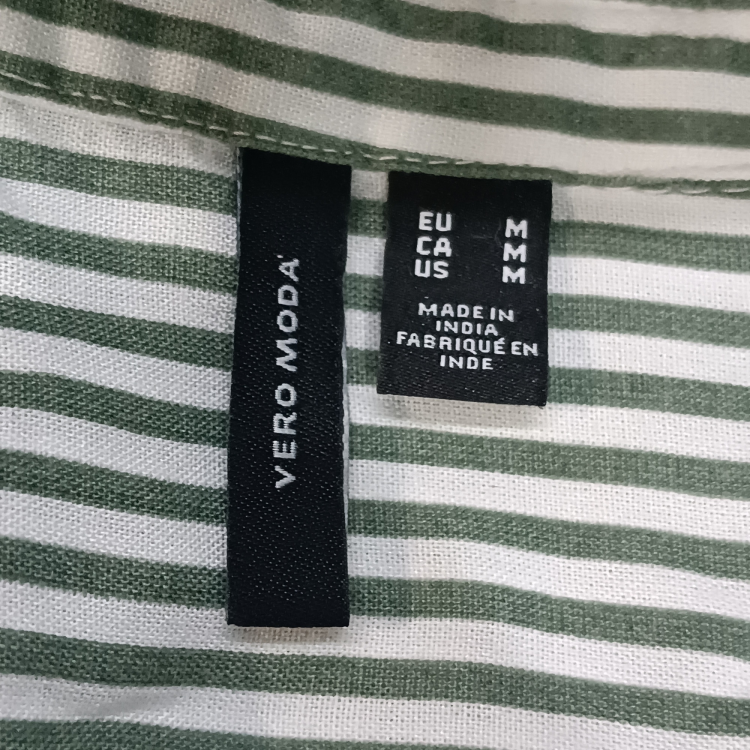 VERO MODA
EU M
CA M
US M
MADE IN
INDIA
FABRIQUÉ EN
INDE